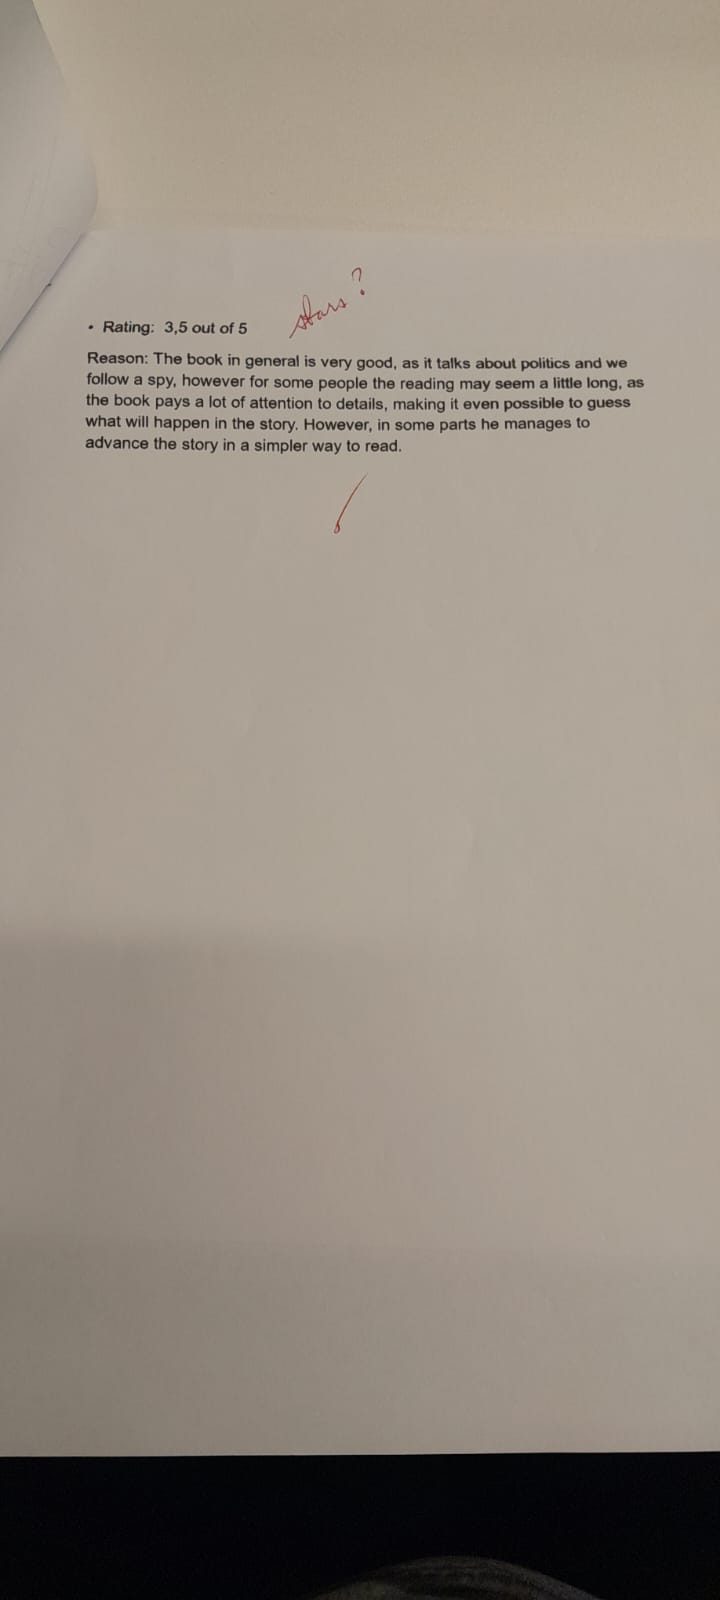 stars?
• Rating: 3,5 out of 5
Reason: The book in general is very good, as it talks about politics and we
follow a spy, however for some people the reading may seem a little long, as
the book pays a lot of attention to details, making it even possible to guess
what will happen in the story. However, in some parts he manages to
advance the story in a simpler way to read.